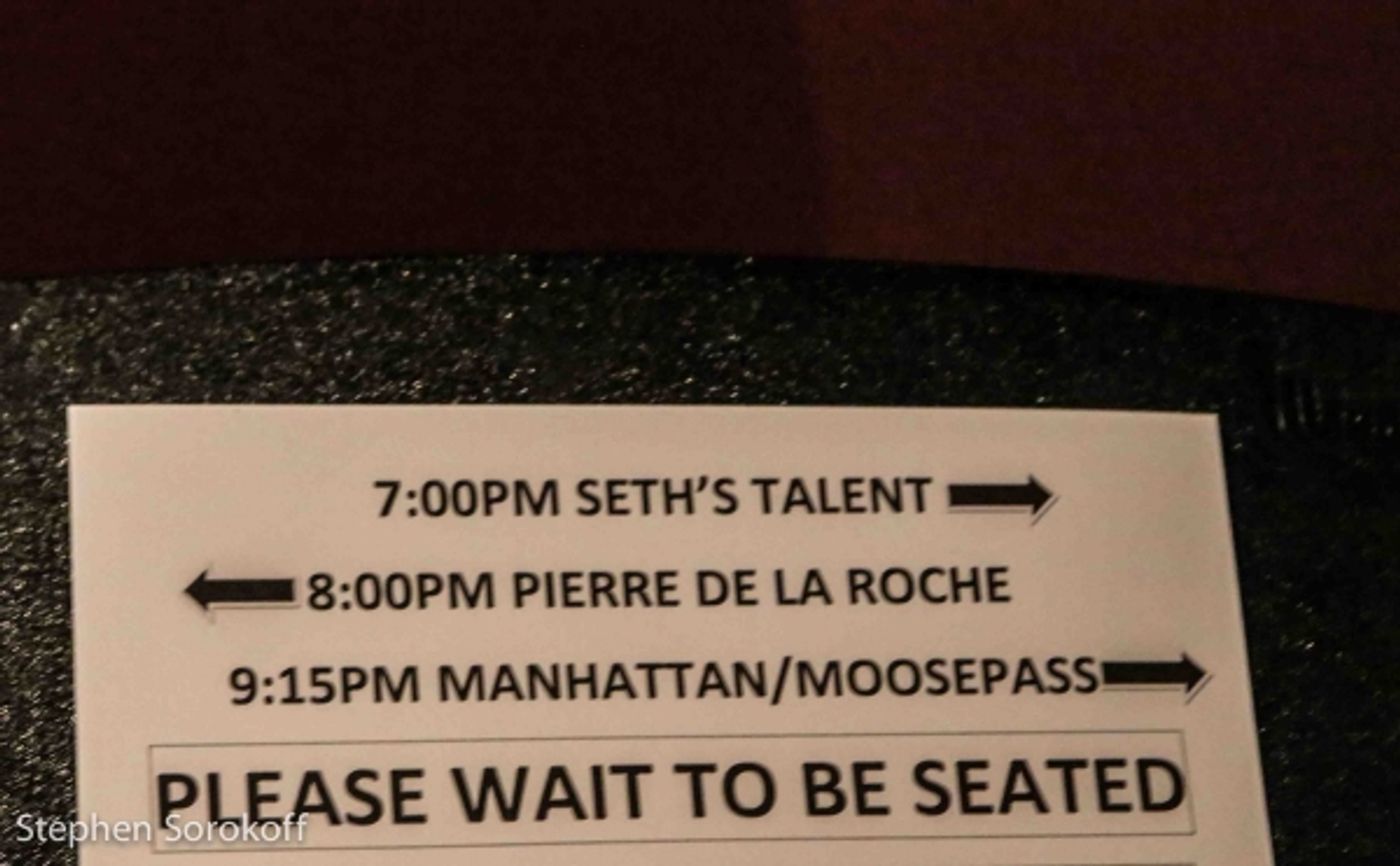 7:00PM SETH'S TALENT
8:00PM PIERRE DE LA ROCHE
9:15PM MANHATTAN/MOOSEPASS
PLEASE WAIT TO BE SEATED
Stephen Sorokoff